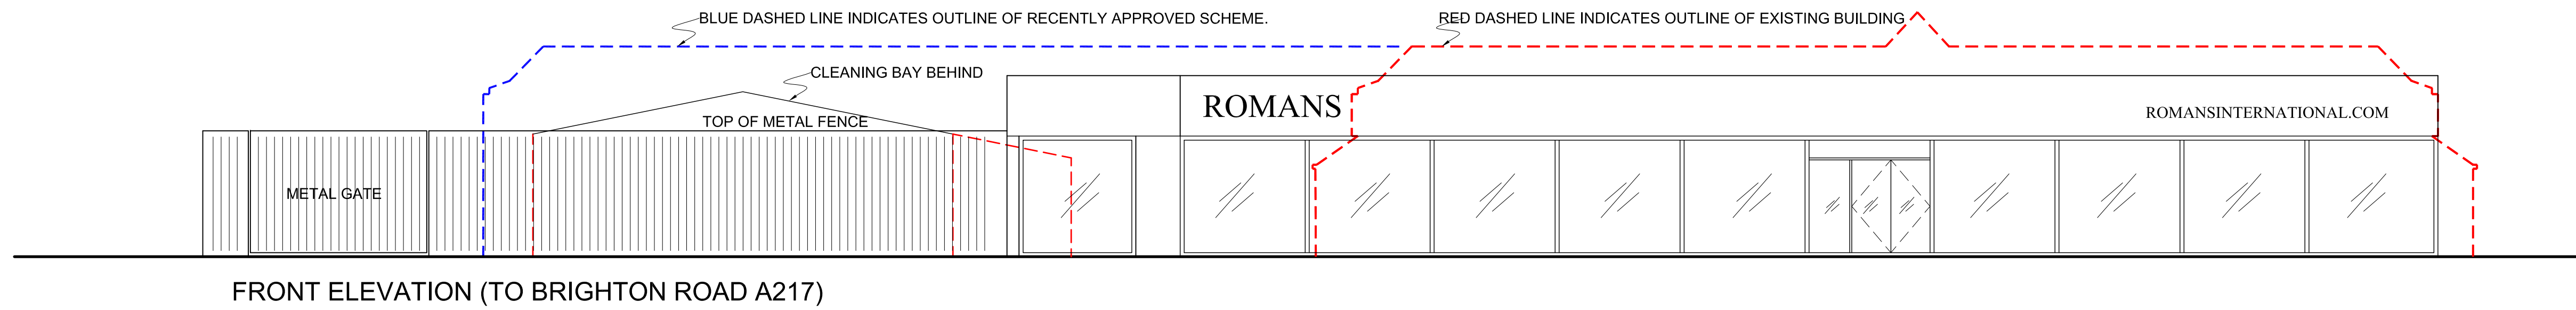 BLUE DASHED LINE INDICATES OUTLINE OF RECENTLY APPROVED SCHEME.
RED DASHED LINE INDICATES OUTLINE OF EXISTING BUILDING
CLEANING BAY BEHIND
TOP OF METAL FENCE
ROMANS
ROMANSINTERNATIONAL.COM
METAL GATE
FRONT ELEVATION (TO BRIGHTON ROAD A217)